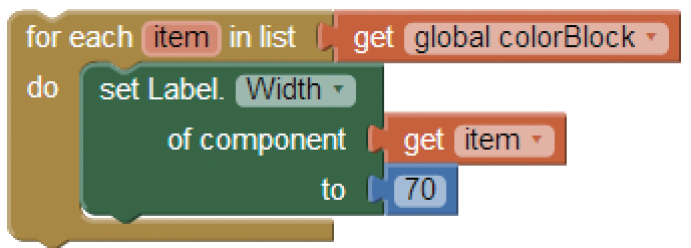 for each item in list get global colorBlock
do set Label. Width
of component get item
to 70